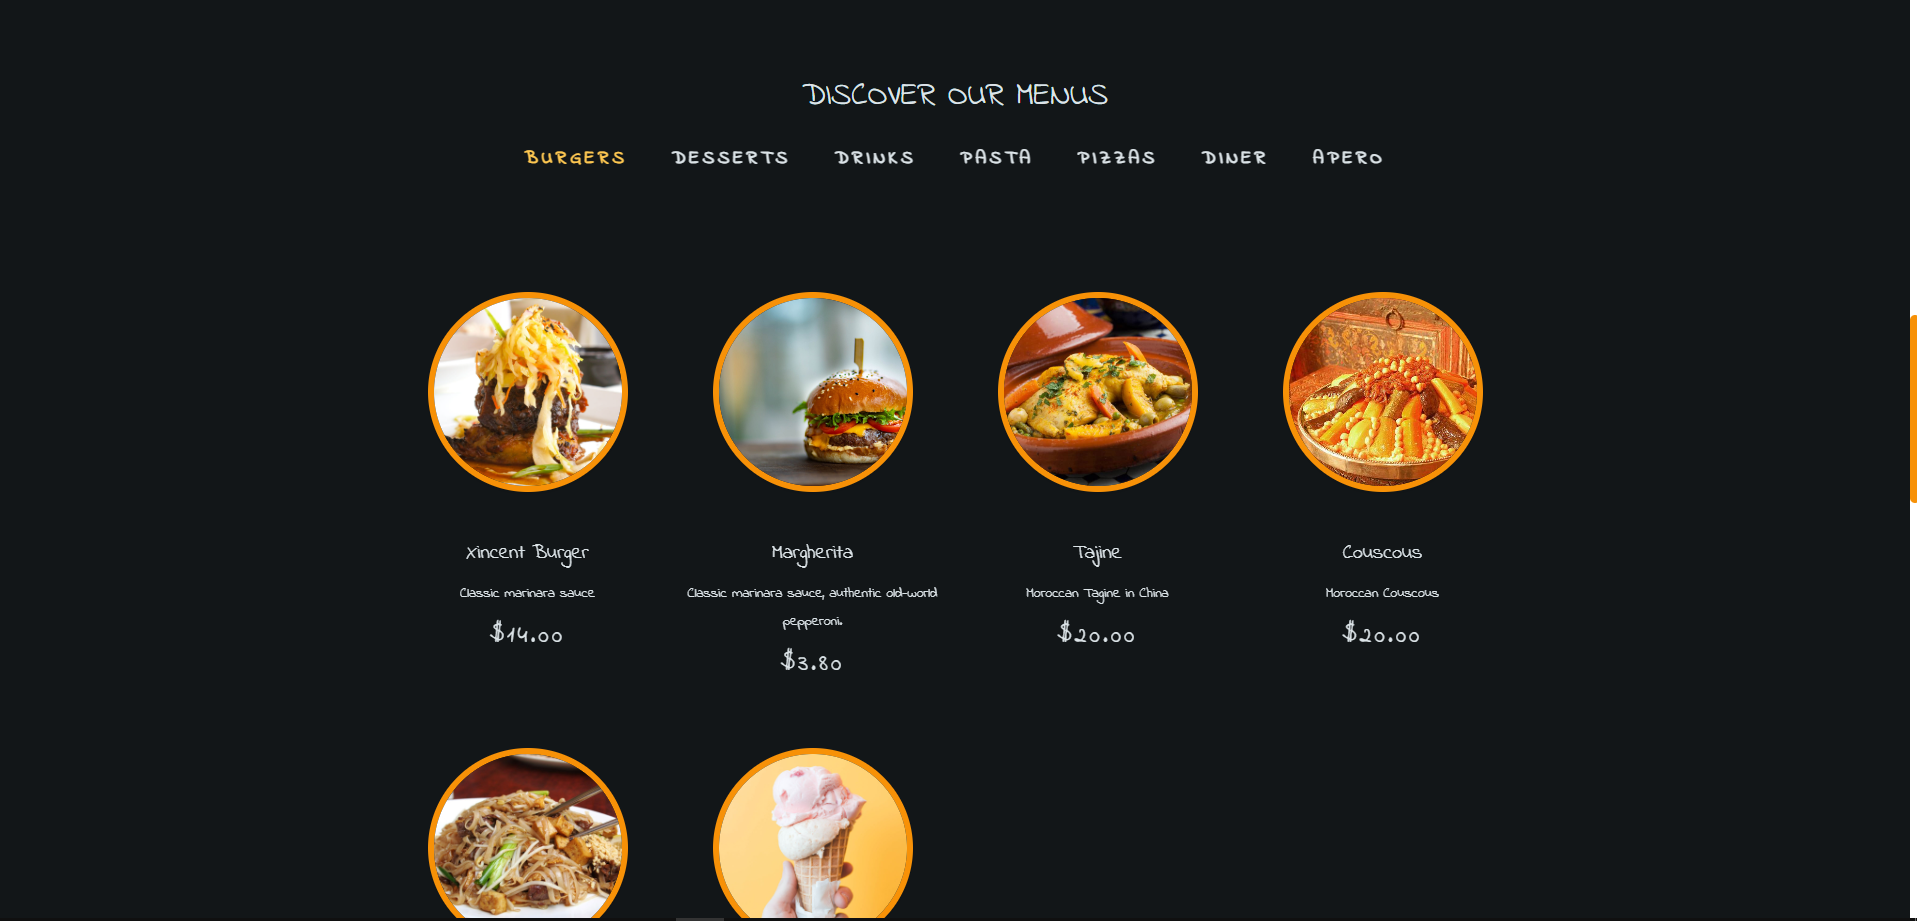 DISCOVER OUR MENUS
BURGERS DESSERTS DRINKS PASTA PIZZAS DINER APERO
Xincent Burger
Classic marinara sauce
$14.00
Margherita
Classic marinara sauce, authentic old-world
pepperoni.
$3.80
Tajine
Moroccan Tagine in China
$20.00
Couscous
Moroccan Couscous
$20.00